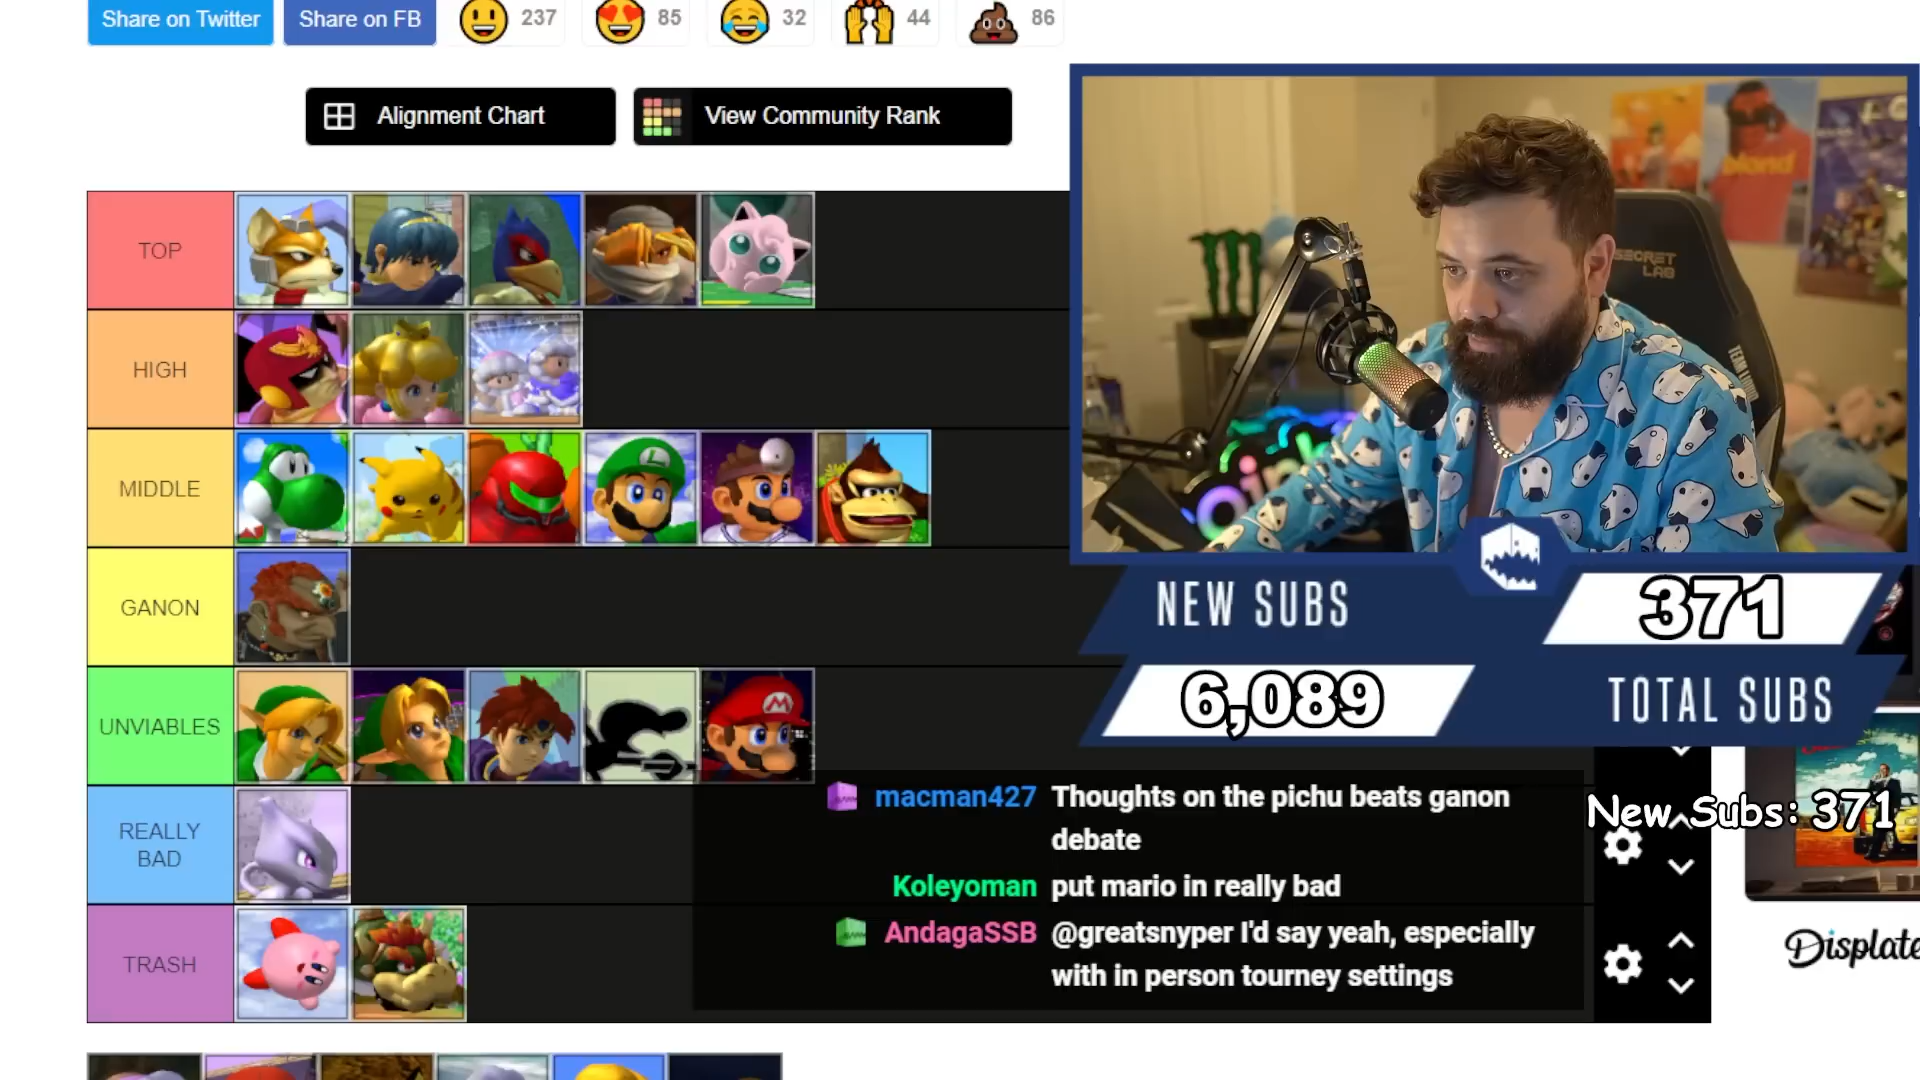 Share on Twitter
Share on FB
237
85
32
44
86
Alignment Chart
View Community Rank
TOP
HIGH
MIDDLE
GANON
UNVIABLES
REALLY
BAD
TRASH
blond
SECRET
LAB
NEW SUBS
371
6,089
TOTAL SUBS
New Subs: 371
macman427 Thoughts on the pichu beats ganon
debate
Koleyoman put mario in really bad
AndagaSSB @greatsnyper I'd say yeah, especially
with in person tourney settings
Displate